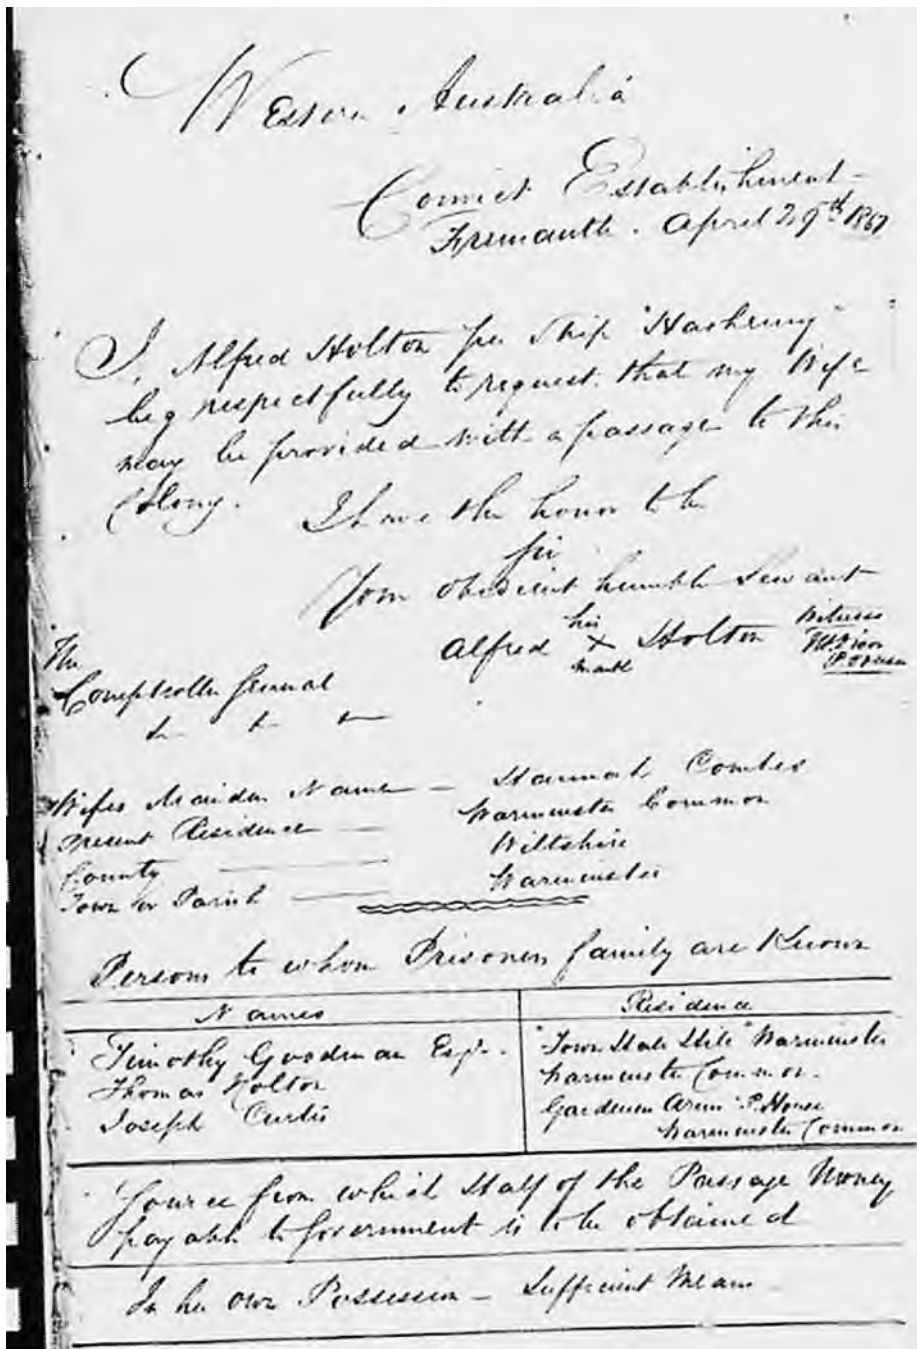 Western Australia
Convict Establishment
Fremantle. April 29th 1867
I, Alfred Holton per Ship "Hashemy"
beg respectfully to request that my Wife
may be provided with a passage to this
Colony.
I have the honor to be
Sir
Your obedient humble Servant
Alfred his X mark Holton
Witness
The
Comptroller General
Wifes Maiden Name — Hannah Combes
Present Residence — Warminster Common
County — Wiltshire
Town or Parish — Warminster
Persons to whom Prisoners family are Known
Names Residence
Timothy Goodman Esqr. "Town Hall Hill" Warminster
Thomas Holton Warminster Common.
Joseph Curtis Gardeners Arms P. House
Warminster Common
Source from which Half of the Passage Money
payable to Government is to be obtained
In her own Possession — Sufficient Means